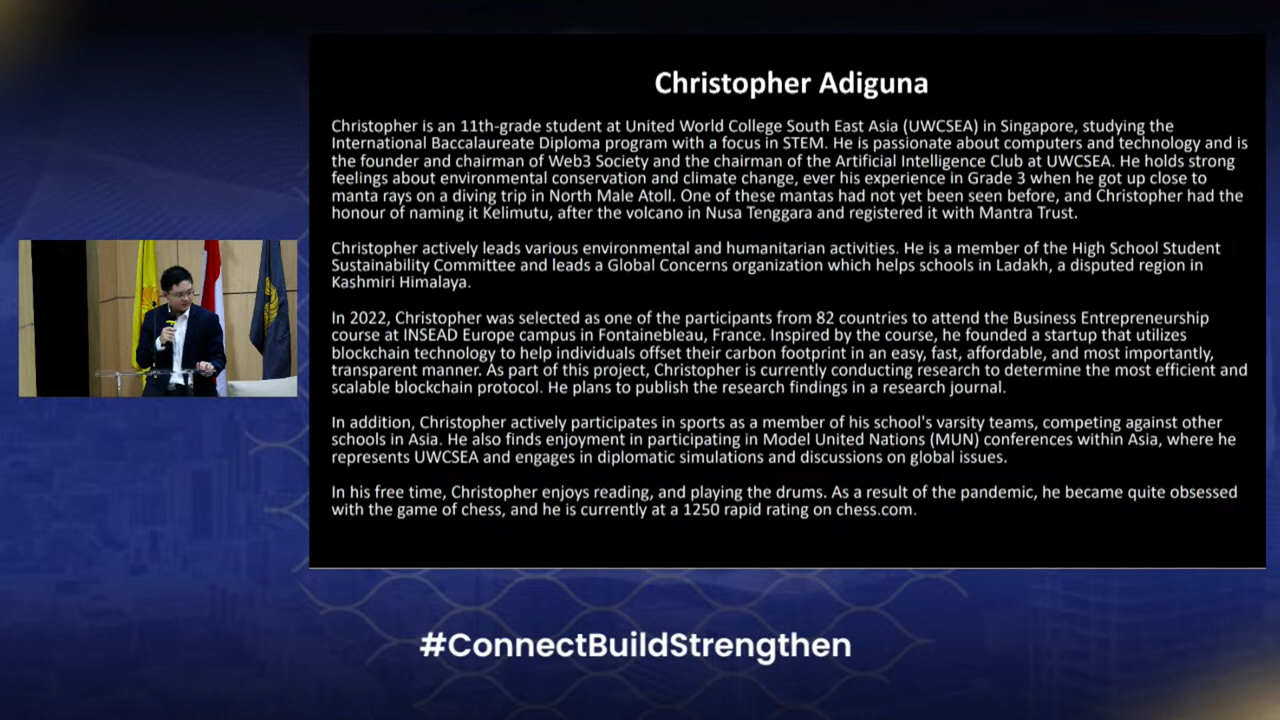 Christopher Adiguna
Christopher is an 11th-grade student at United World College South East Asia (UWCSEA) in Singapore, studying the
International Baccalaureate Diploma program with a focus in STEM. He is passionate about computers and technology and is
the founder and chairman of Web3 Society and the chairman of the Artificial Intelligence Club at UWCSEA. He holds strong
feelings about environmental conservation and climate change, ever his experience in Grade 3 when he got up close to
manta rays on a diving trip in North Male Atoll. One of these mantas had not yet been seen before, and Christopher had the
honour of naming it Kelimutu, after the volcano in Nusa Tenggara and registered it with Mantra Trust.
Christopher actively leads various environmental and humanitarian activities. He is a member of the High School Student
Sustainability Committee and leads a Global Concerns organization which helps schools in Ladakh, a disputed region in
Kashmiri Himalaya.
In 2022, Christopher was selected as one of the participants from 82 countries to attend the Business Entrepreneurship
course at INSEAD Europe campus in Fontainebleau, France. Inspired by the course, he founded a startup that utilizes
blockchain technology to help individuals offset their carbon footprint in an easy, fast, affordable, and most importantly,
transparent manner. As part of this project, Christopher is currently conducting research to determine the most efficient and
scalable blockchain protocol. He plans to publish the research findings in a research journal.
In addition, Christopher actively participates in sports as a member of his school's varsity teams, competing against other
schools in Asia. He also finds enjoyment in participating in Model United Nations (MUN) conferences within Asia, where he
represents UWCSEA and engages in diplomatic simulations and discussions on global issues.
In his free time, Christopher enjoys reading, and playing the drums. As a result of the pandemic, he became quite obsessed
with the game of chess, and he is currently at a 1250 rapid rating on chess.com.
#ConnectBuildStrengthen